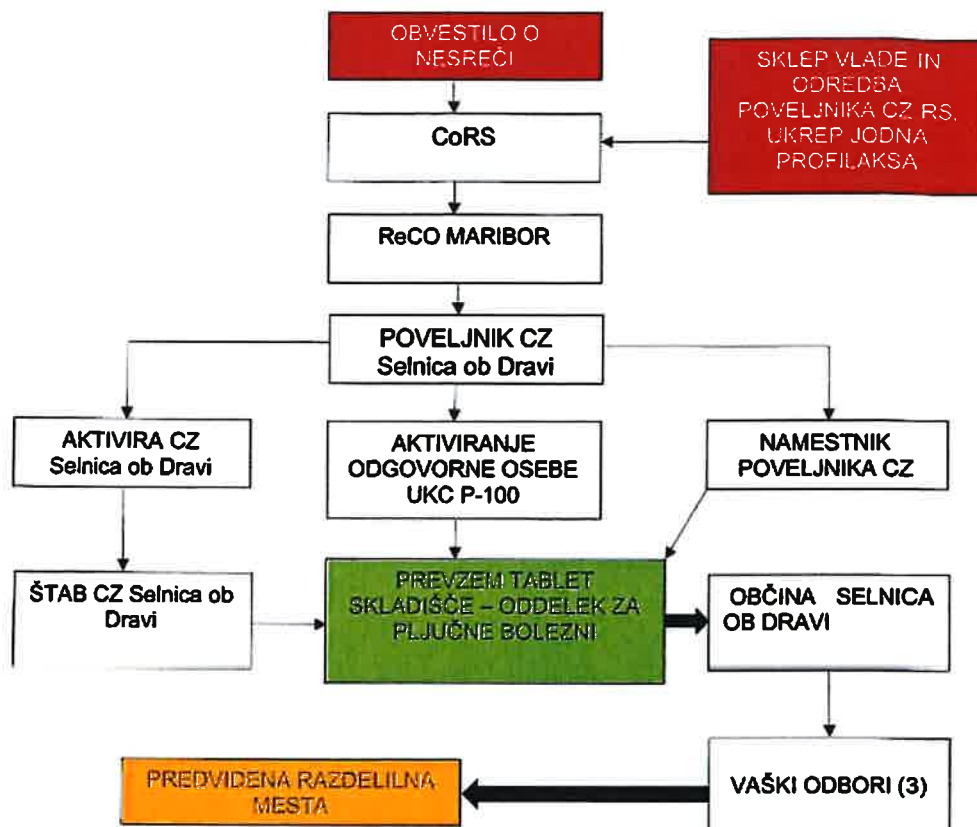 OBVESTILO O
NESREČI
SKLEP VLADE IN
ODREDBA
POVELJNIKA CZ RS,
UKREP JODNA
PROFILAKSA
CoRS
ReCO MARIBOR
POVELJNIK CZ
Selnica ob Dravi
AKTIVIRA CZ
Selnica ob Dravi
AKTIVIRANJE
ODGOVORNE OSEBE
UKC P-100
NAMESTNIK
POVELJNIKA CZ
ŠTAB CZ Selnica ob
Dravi
PREVZEM TABLET
SKLADIŠČE – ODDELEK ZA
PLJUČNE BOLEZNI
OBČINA SELNICA
OB DRAVI
PREDVIDENA RAZDELILNA
MESTA
VAŠKI ODBORI (3)